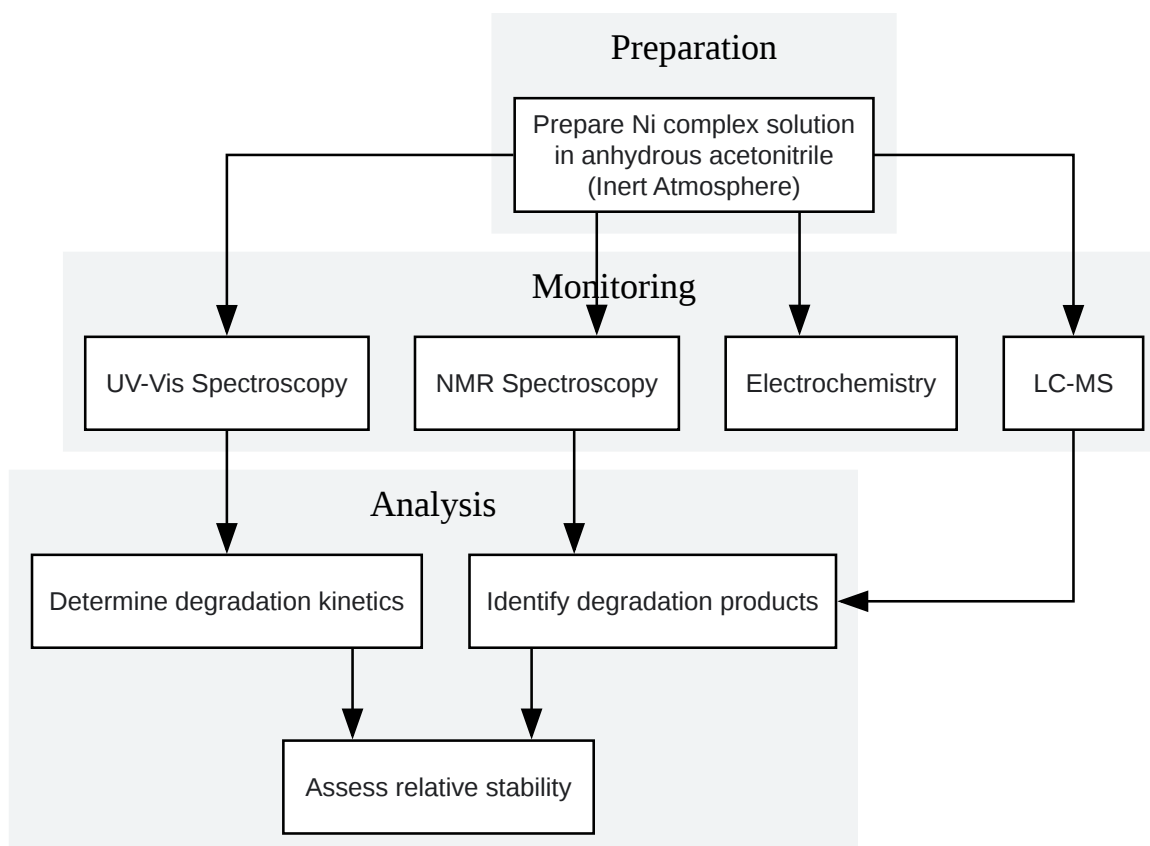 Preparation
Prepare Ni complex solution
in anhydrous acetonitrile
(Inert Atmosphere)
Monitoring
UV-Vis Spectroscopy
NMR Spectroscopy
Electrochemistry
LC-MS
Analysis
Determine degradation kinetics
Identify degradation products
Assess relative stability